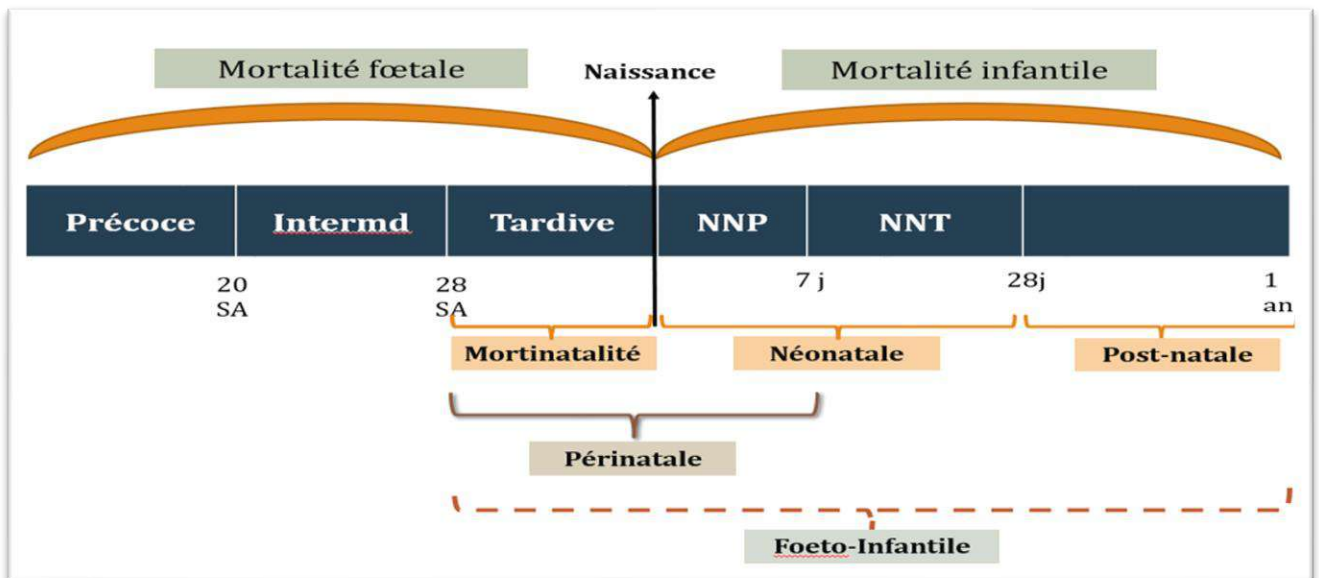 Mortalité fœtale
Naissance
Mortalité infantile
Précoce
Intermd
Tardive
NNP
NNT
20
SA
28
SA
7 j
28j
1
an
Mortinatalité
Néonatale
Post-natale
Périnatale
Foeto-Infantile